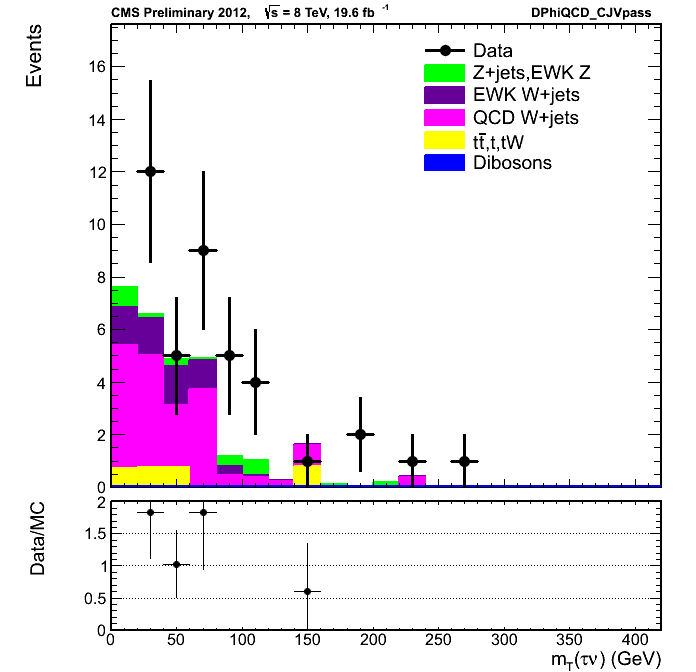 CMS Preliminary 2012, √s = 8 TeV, 19.6 fb⁻¹ DPhiQCD_CJVpass
Events
16
14
12
10
8
6
4
2
0
Data
Z+jets,EWK Z
EWK W+jets
QCD W+jets
tt̄,t,tW
Dibosons
Data/MC
2
1.5
1
0.5
0
0 50 100 150 200 250 300 350 400
m_T(τν) (GeV)